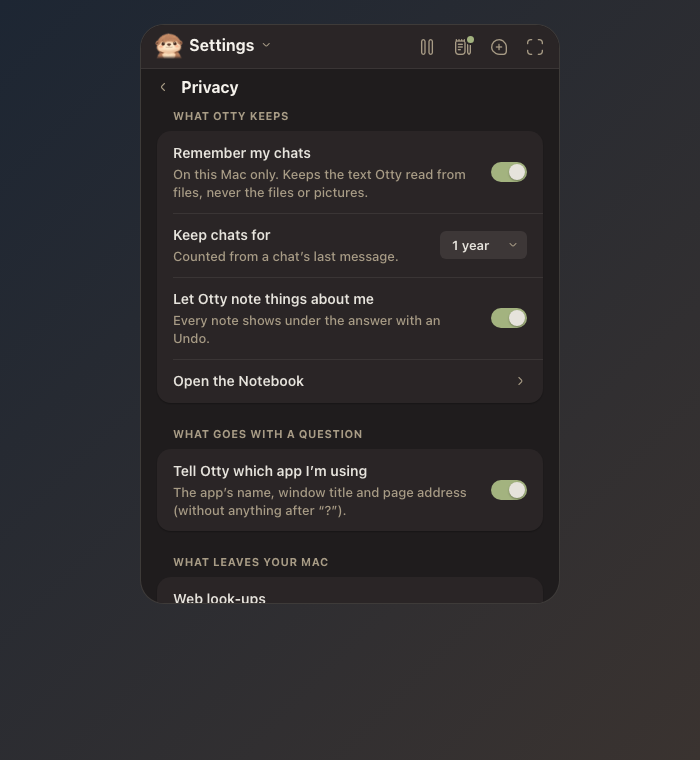 Settings
Privacy
WHAT OTTY KEEPS
Remember my chats
On this Mac only. Keeps the text Otty read from
files, never the files or pictures.
Keep chats for
1 year
Counted from a chat’s last message.
Let Otty note things about me
Every note shows under the answer with an
Undo.
Open the Notebook
WHAT GOES WITH A QUESTION
Tell Otty which app I’m using
The app’s name, window title and page address
(without anything after “?”).
WHAT LEAVES YOUR MAC
Web look-ups